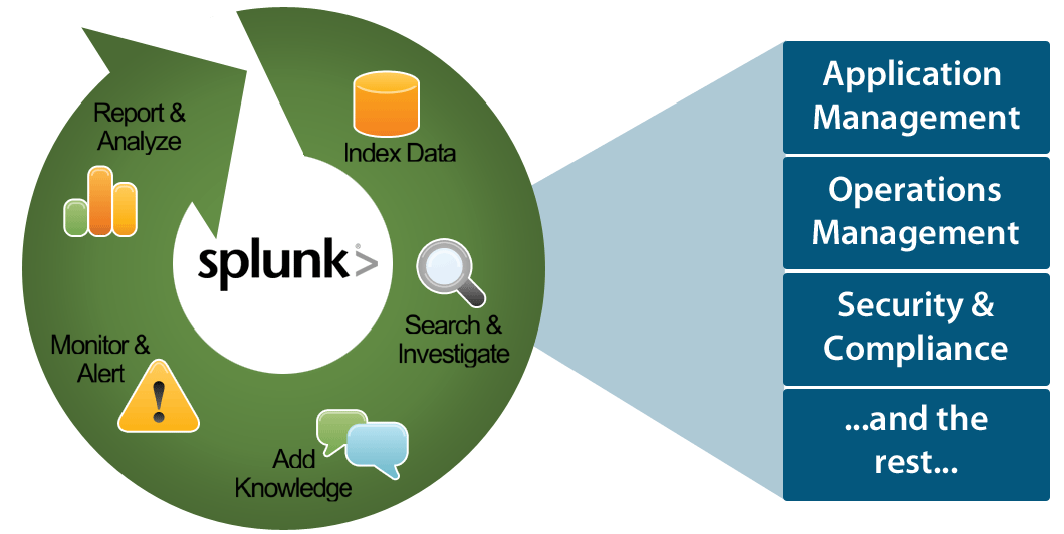 Report &
Analyze
Index Data
splunk>
®
Search &
Investigate
Monitor &
Alert
!
Add
Knowledge
Application
Management
Operations
Management
Security &
Compliance
...and the
rest...